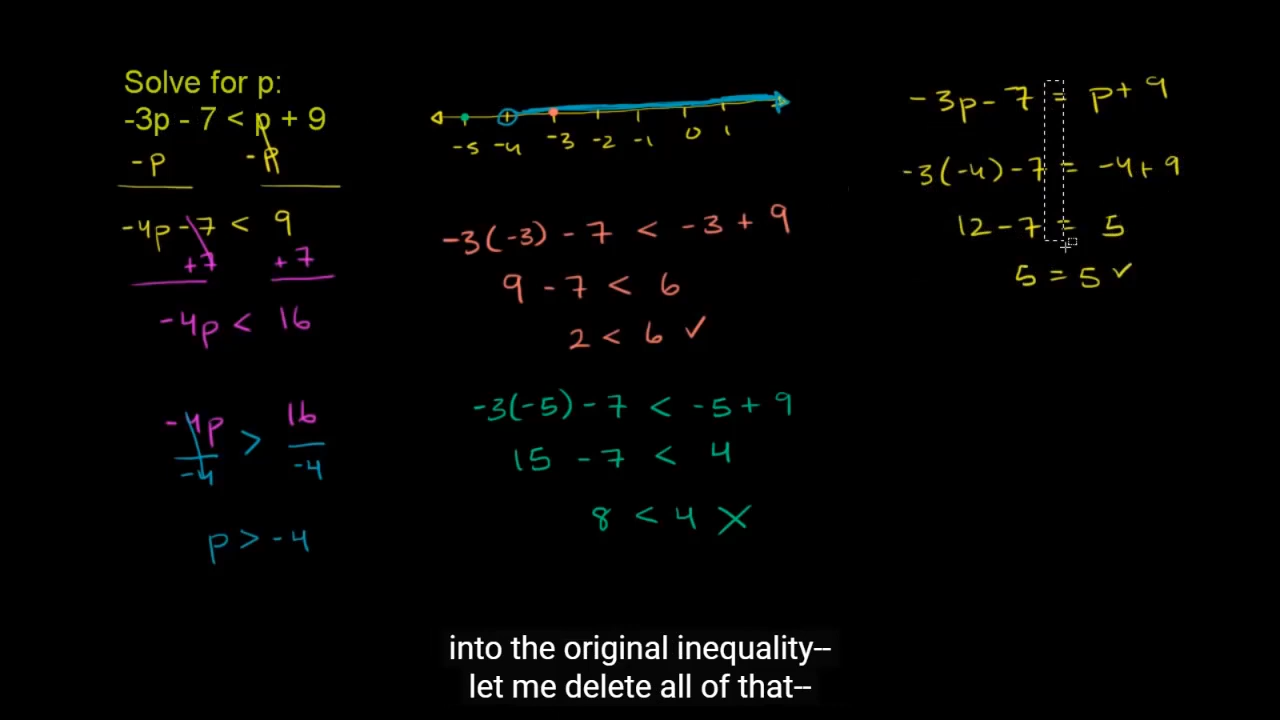 Solve for p:
-3p - 7 < p + 9
-p -p
-4p - 7 < 9
+7 +7
-4p < 16
-4p > 16
-4 -4
p > -4
-5 -4 -3 -2 -1 0 1
-3(-3) - 7 < -3 + 9
9 - 7 < 6
2 < 6 ✓
-3(-5) - 7 < -5 + 9
15 - 7 < 4
8 < 4 X
-3p - 7 = p + 9
-3(-4) - 7 = -4 + 9
12 - 7 = 5
5 = 5 ✓
into the original inequality--
let me delete all of that--